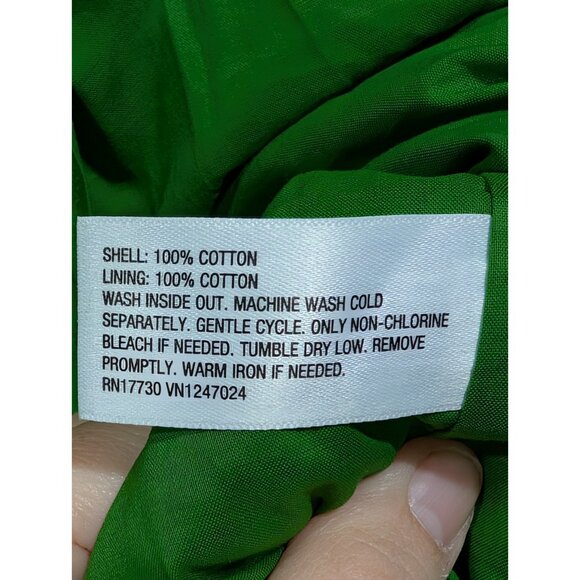 SHELL: 100% COTTON
LINING: 100% COTTON
WASH INSIDE OUT. MACHINE WASH COLD
SEPARATELY. GENTLE CYCLE. ONLY NON-CHLORINE
BLEACH IF NEEDED. TUMBLE DRY LOW. REMOVE
PROMPTLY. WARM IRON IF NEEDED.
RN17730 VN1247024